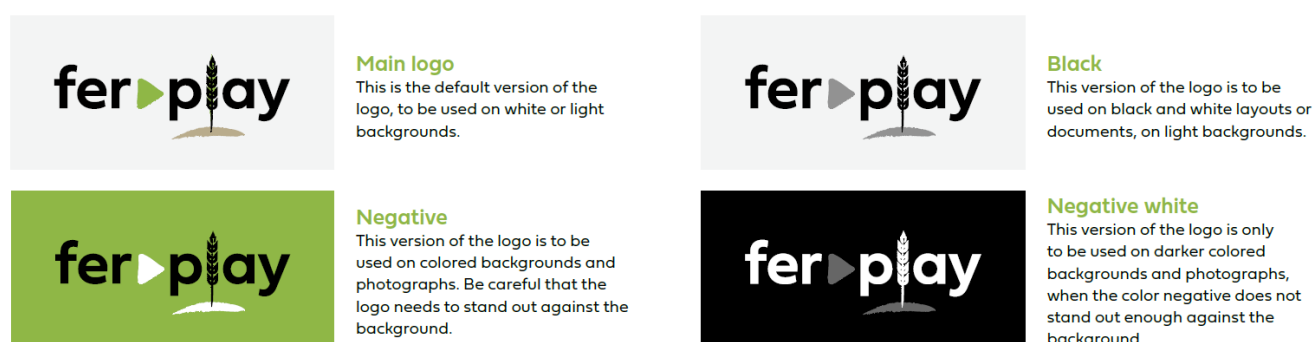 ferplay
Main logo
This is the default version of the
logo, to be used on white or light
backgrounds.
ferplay
Black
This version of the logo is to be
used on black and white layouts or
documents, on light backgrounds.
ferplay
Negative
This version of the logo is to be
used on colored backgrounds and
photographs. Be careful that the
logo needs to stand out against the
background.
ferplay
Negative white
This version of the logo is only
to be used on darker colored
backgrounds and photographs,
when the color negative does not
stand out enough against the
background